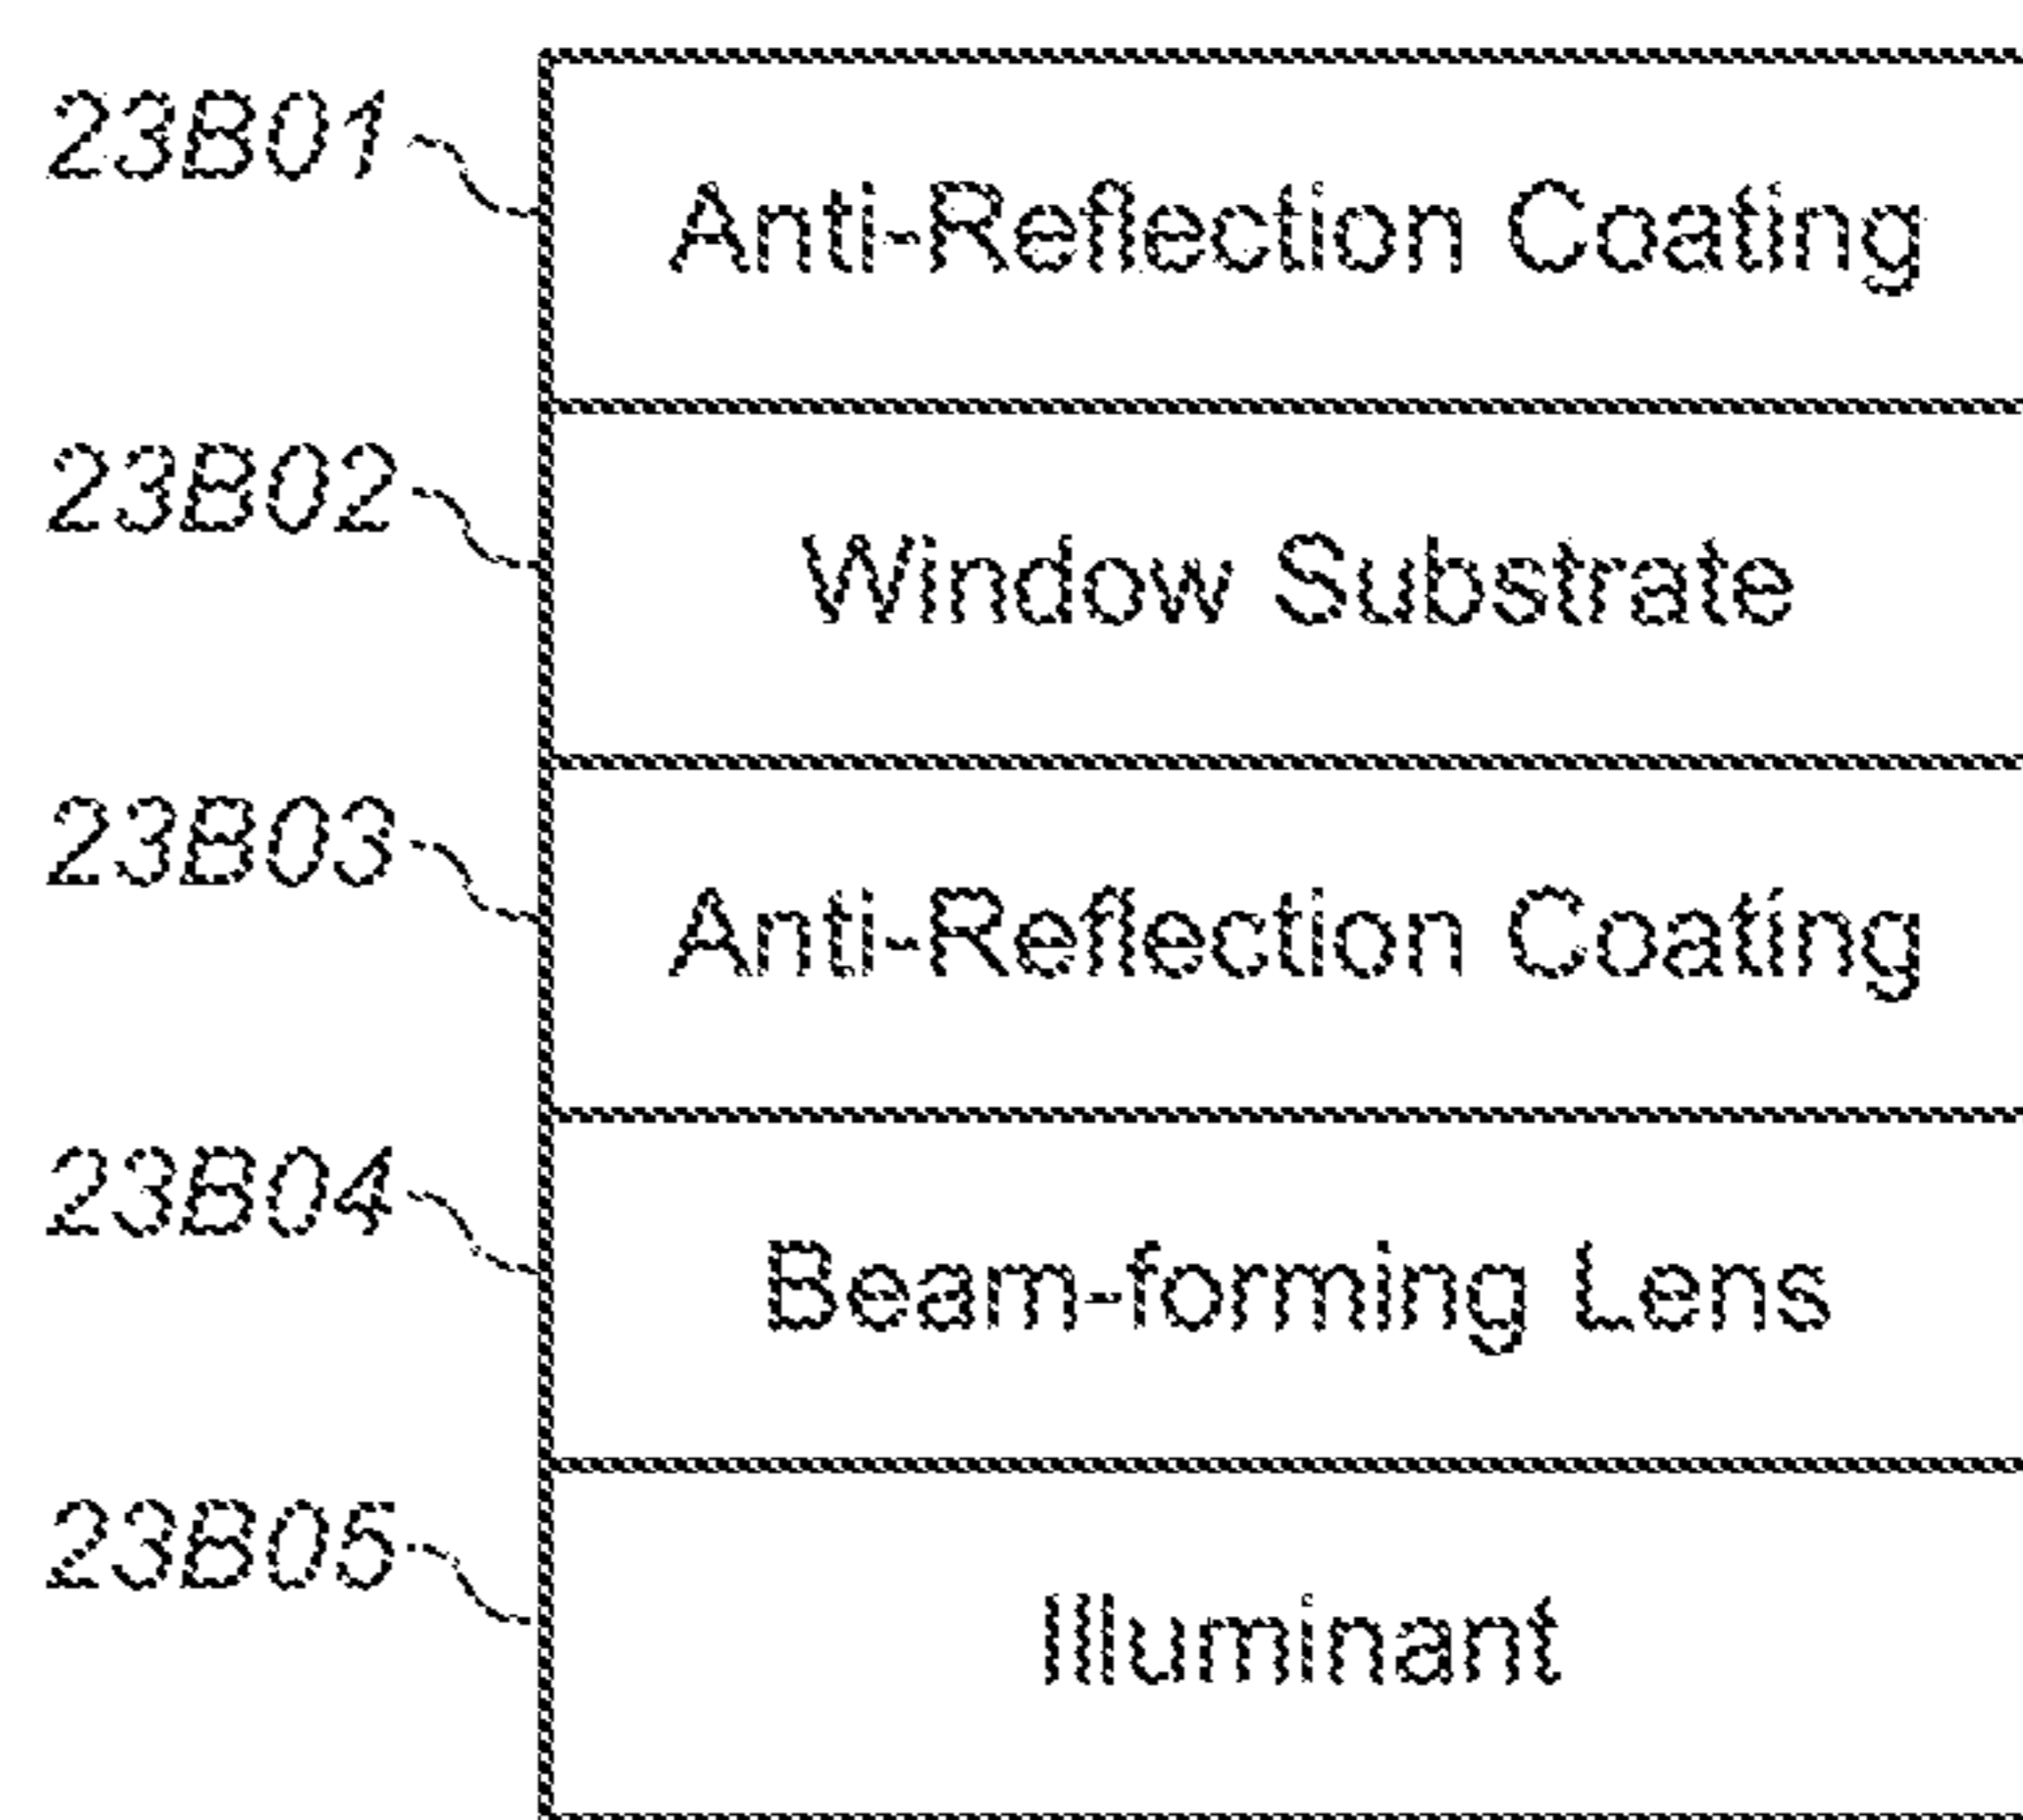 23B01
Anti-Reflection Coating
23B02
Window Substrate
23B03
Anti-Reflection Coating
23B04
Beam-forming Lens
23B05
Illuminant